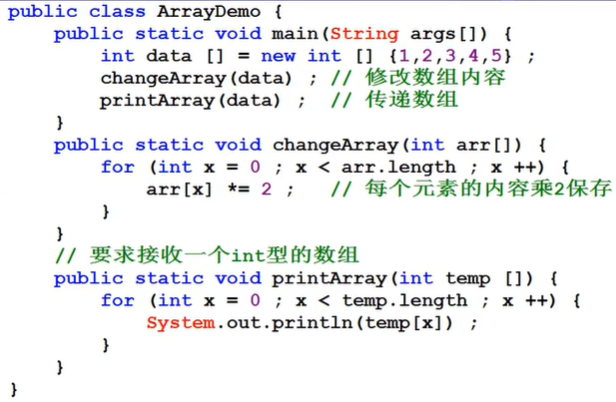 public class ArrayDemo {
    public static void main(String args[]) {
        int data [] = new int [] {1,2,3,4,5} ;
        changeArray(data) ; // 修改数组内容
        printArray(data) ;  // 传递数组
    }
    public static void changeArray(int arr[]) {
        for (int x = 0 ; x < arr.length ; x ++) {
            arr[x] *= 2 ;   // 每个元素的内容乘2保存
        }
    }
    // 要求接收一个int型的数组
    public static void printArray(int temp []) {
        for (int x = 0 ; x < temp.length ; x ++) {
            System.out.println(temp[x]) ;
        }
    }
}